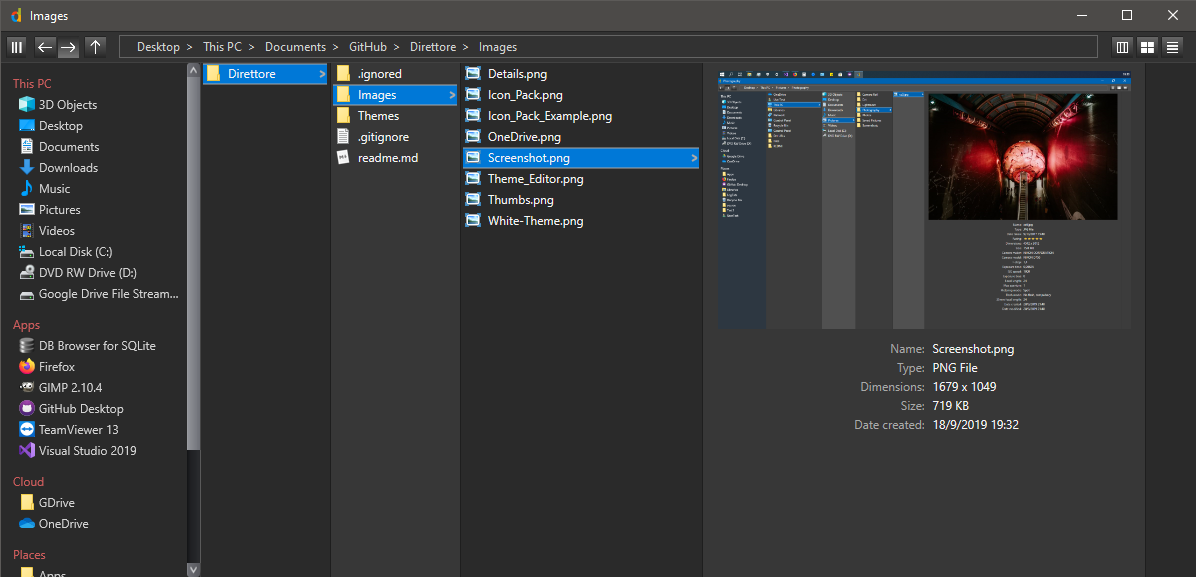 Images
Desktop > This PC > Documents > GitHub > Direttore > Images
This PC
3D Objects
Desktop
Documents
Downloads
Music
Pictures
Videos
Local Disk (C:)
DVD RW Drive (D:)
Google Drive File Stream...
Apps
DB Browser for SQLite
Firefox
GIMP 2.10.4
GitHub Desktop
TeamViewer 13
Visual Studio 2019
Cloud
GDrive
OneDrive
Places
Apps
Direttore >
.ignored
Images >
Themes
.gitignore
readme.md
Details.png
Icon_Pack.png
Icon_Pack_Example.png
OneDrive.png
Screenshot.png >
Theme_Editor.png
Thumbs.png
White-Theme.png
Name: Screenshot.png
Type: PNG File
Dimensions: 1679 x 1049
Size: 719 KB
Date created: 18/9/2019 19:32